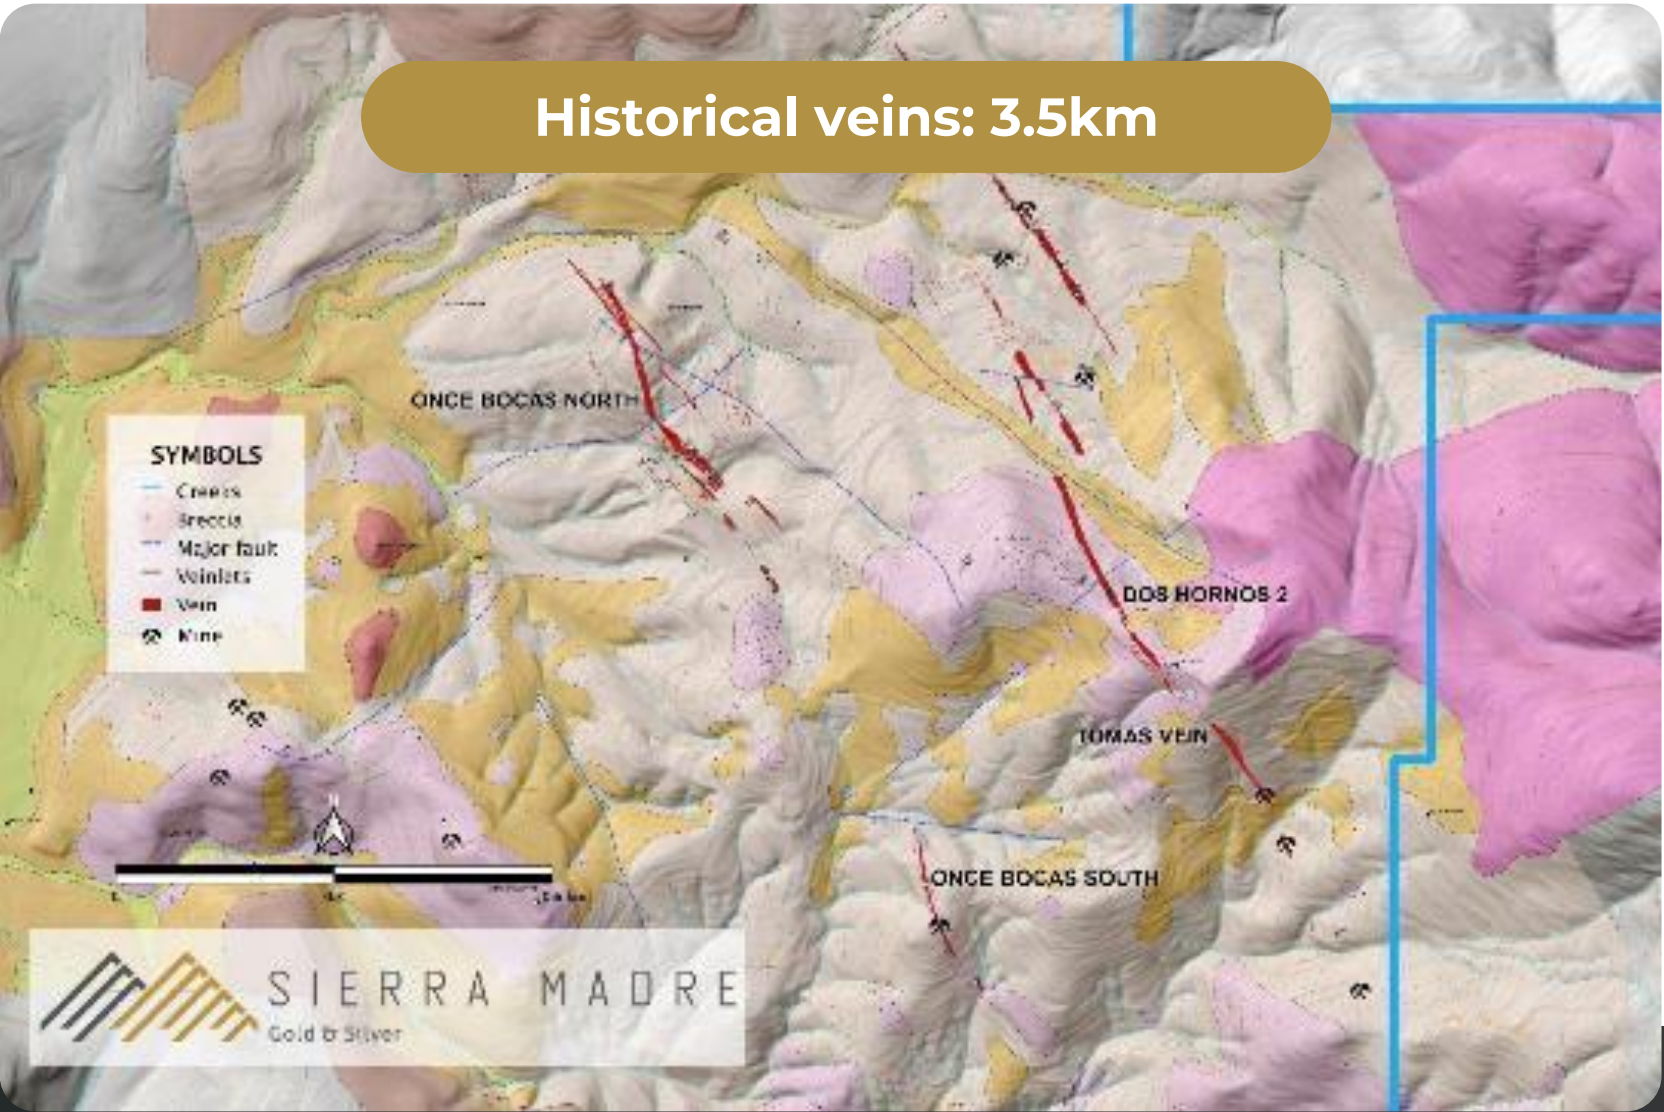 Historical veins: 3.5km
ONCE BOCAS NORTH
SYMBOLS
Creeks
Breccia
Major fault
Veinlets
Vein
Mine
DOS HORNOS 2
TOMAS VEIN
ONCE BOCAS SOUTH
SIERRA MADRE
Gold & Silver